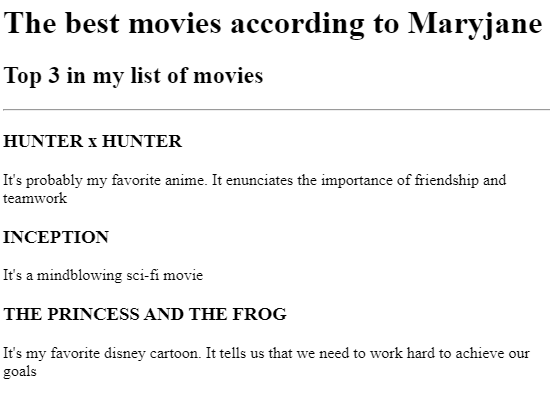 The best movies according to Maryjane
Top 3 in my list of movies
HUNTER x HUNTER
It's probably my favorite anime. It enunciates the importance of friendship and
teamwork
INCEPTION
It's a mindblowing sci-fi movie
THE PRINCESS AND THE FROG
It's my favorite disney cartoon. It tells us that we need to work hard to achieve our
goals